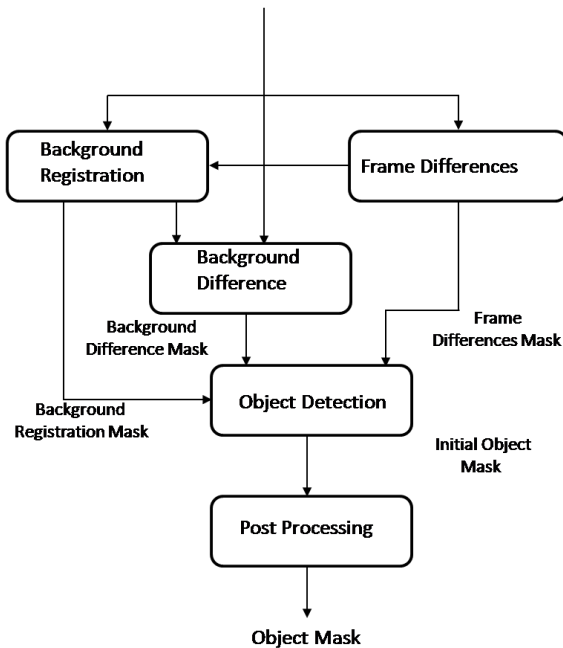 Background
Registration
Frame Differences
Background
Difference
Background
Difference Mask
Frame
Differences Mask
Object Detection
Background
Registration Mask
Initial Object
Mask
Post Processing
Object Mask